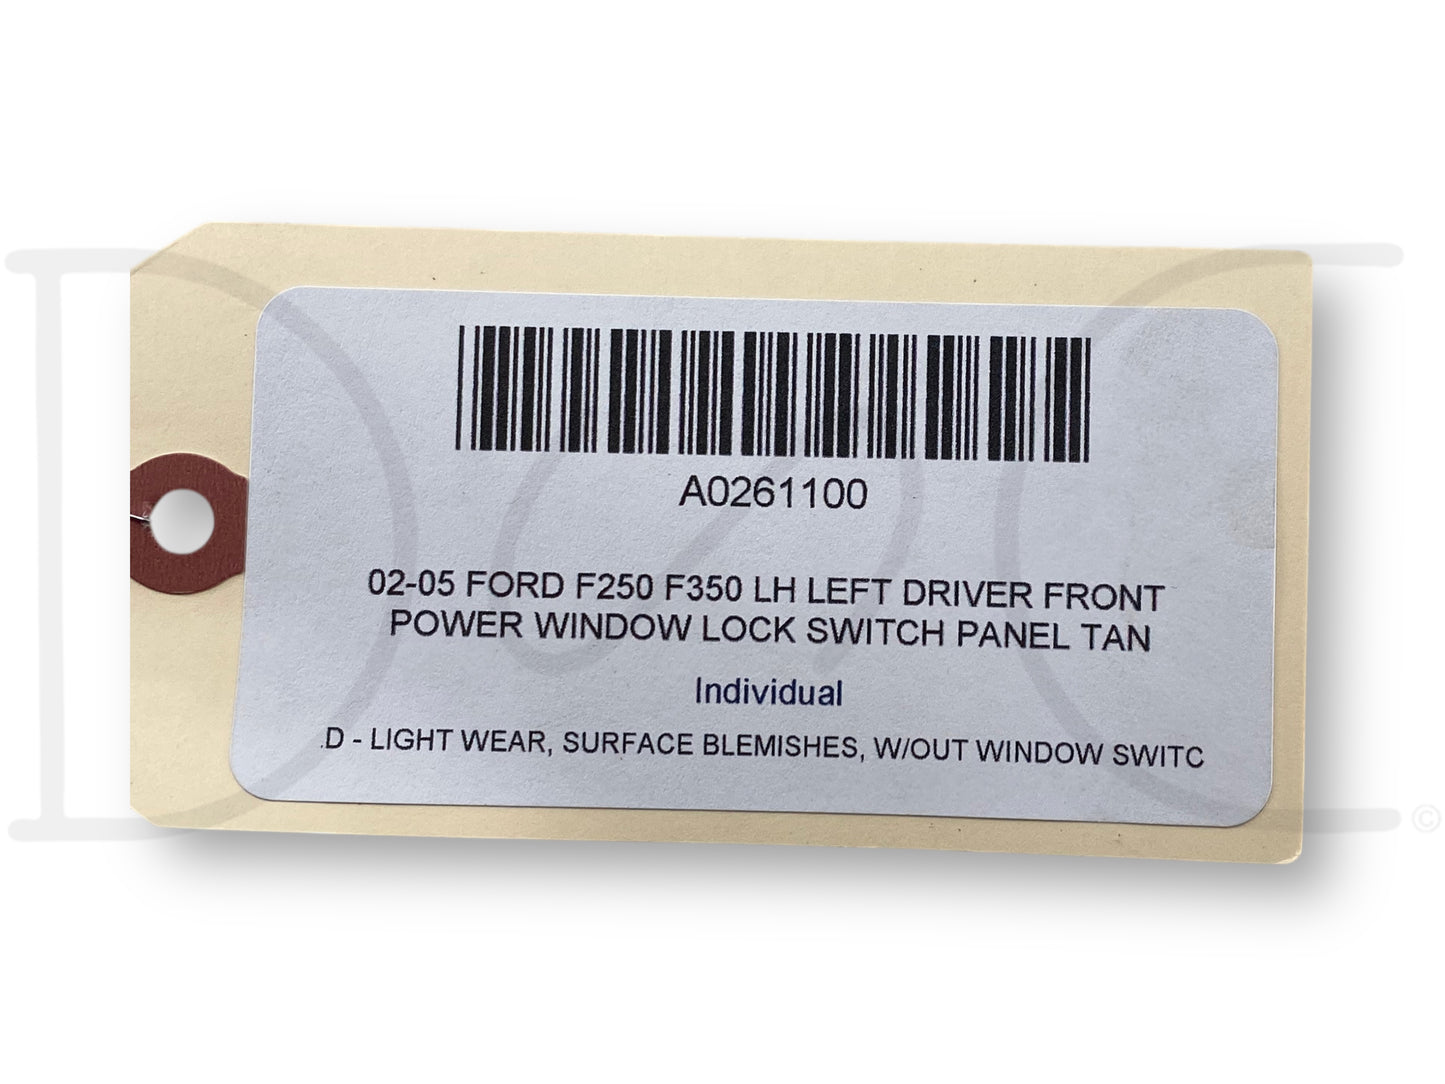 A0261100
02-05 FORD F250 F350 LH LEFT DRIVER FRONT
POWER WINDOW LOCK SWITCH PANEL TAN
Individual
.D - LIGHT WEAR, SURFACE BLEMISHES, W/OUT WINDOW SWITC
©